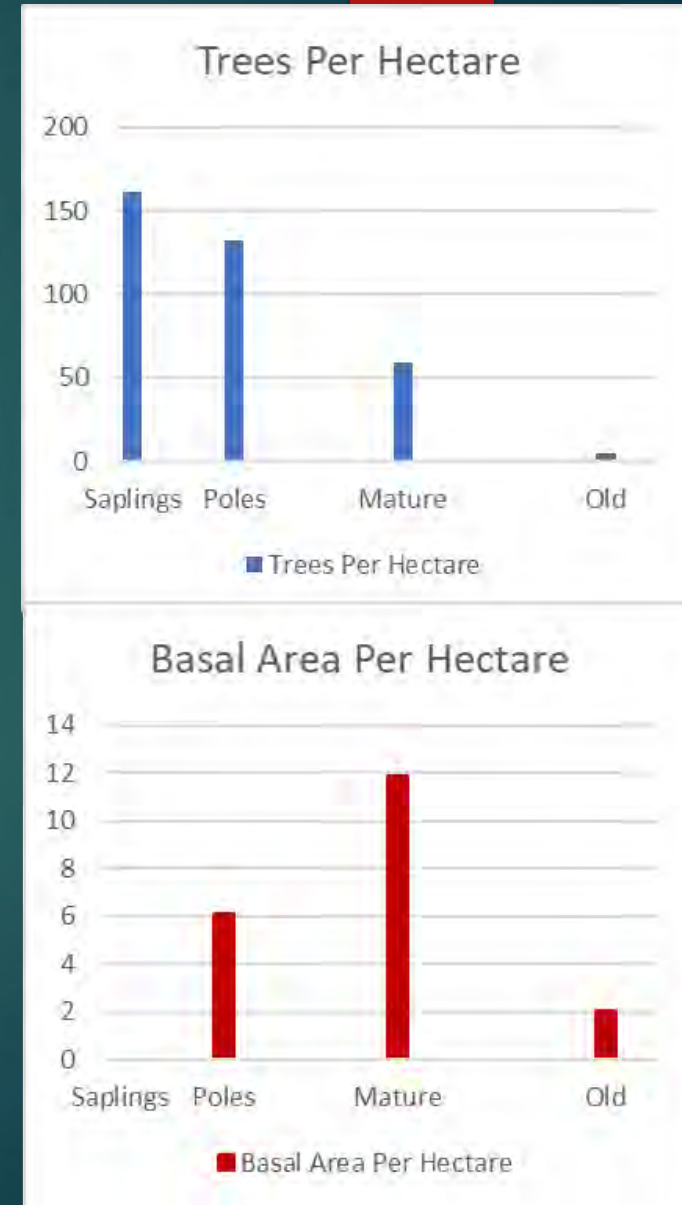 Trees Per Hectare
200
150
100
50
0
Saplings Poles Mature Old
Trees Per Hectare
Basal Area Per Hectare
14
12
10
8
6
4
2
0
Saplings Poles Mature Old
Basal Area Per Hectare